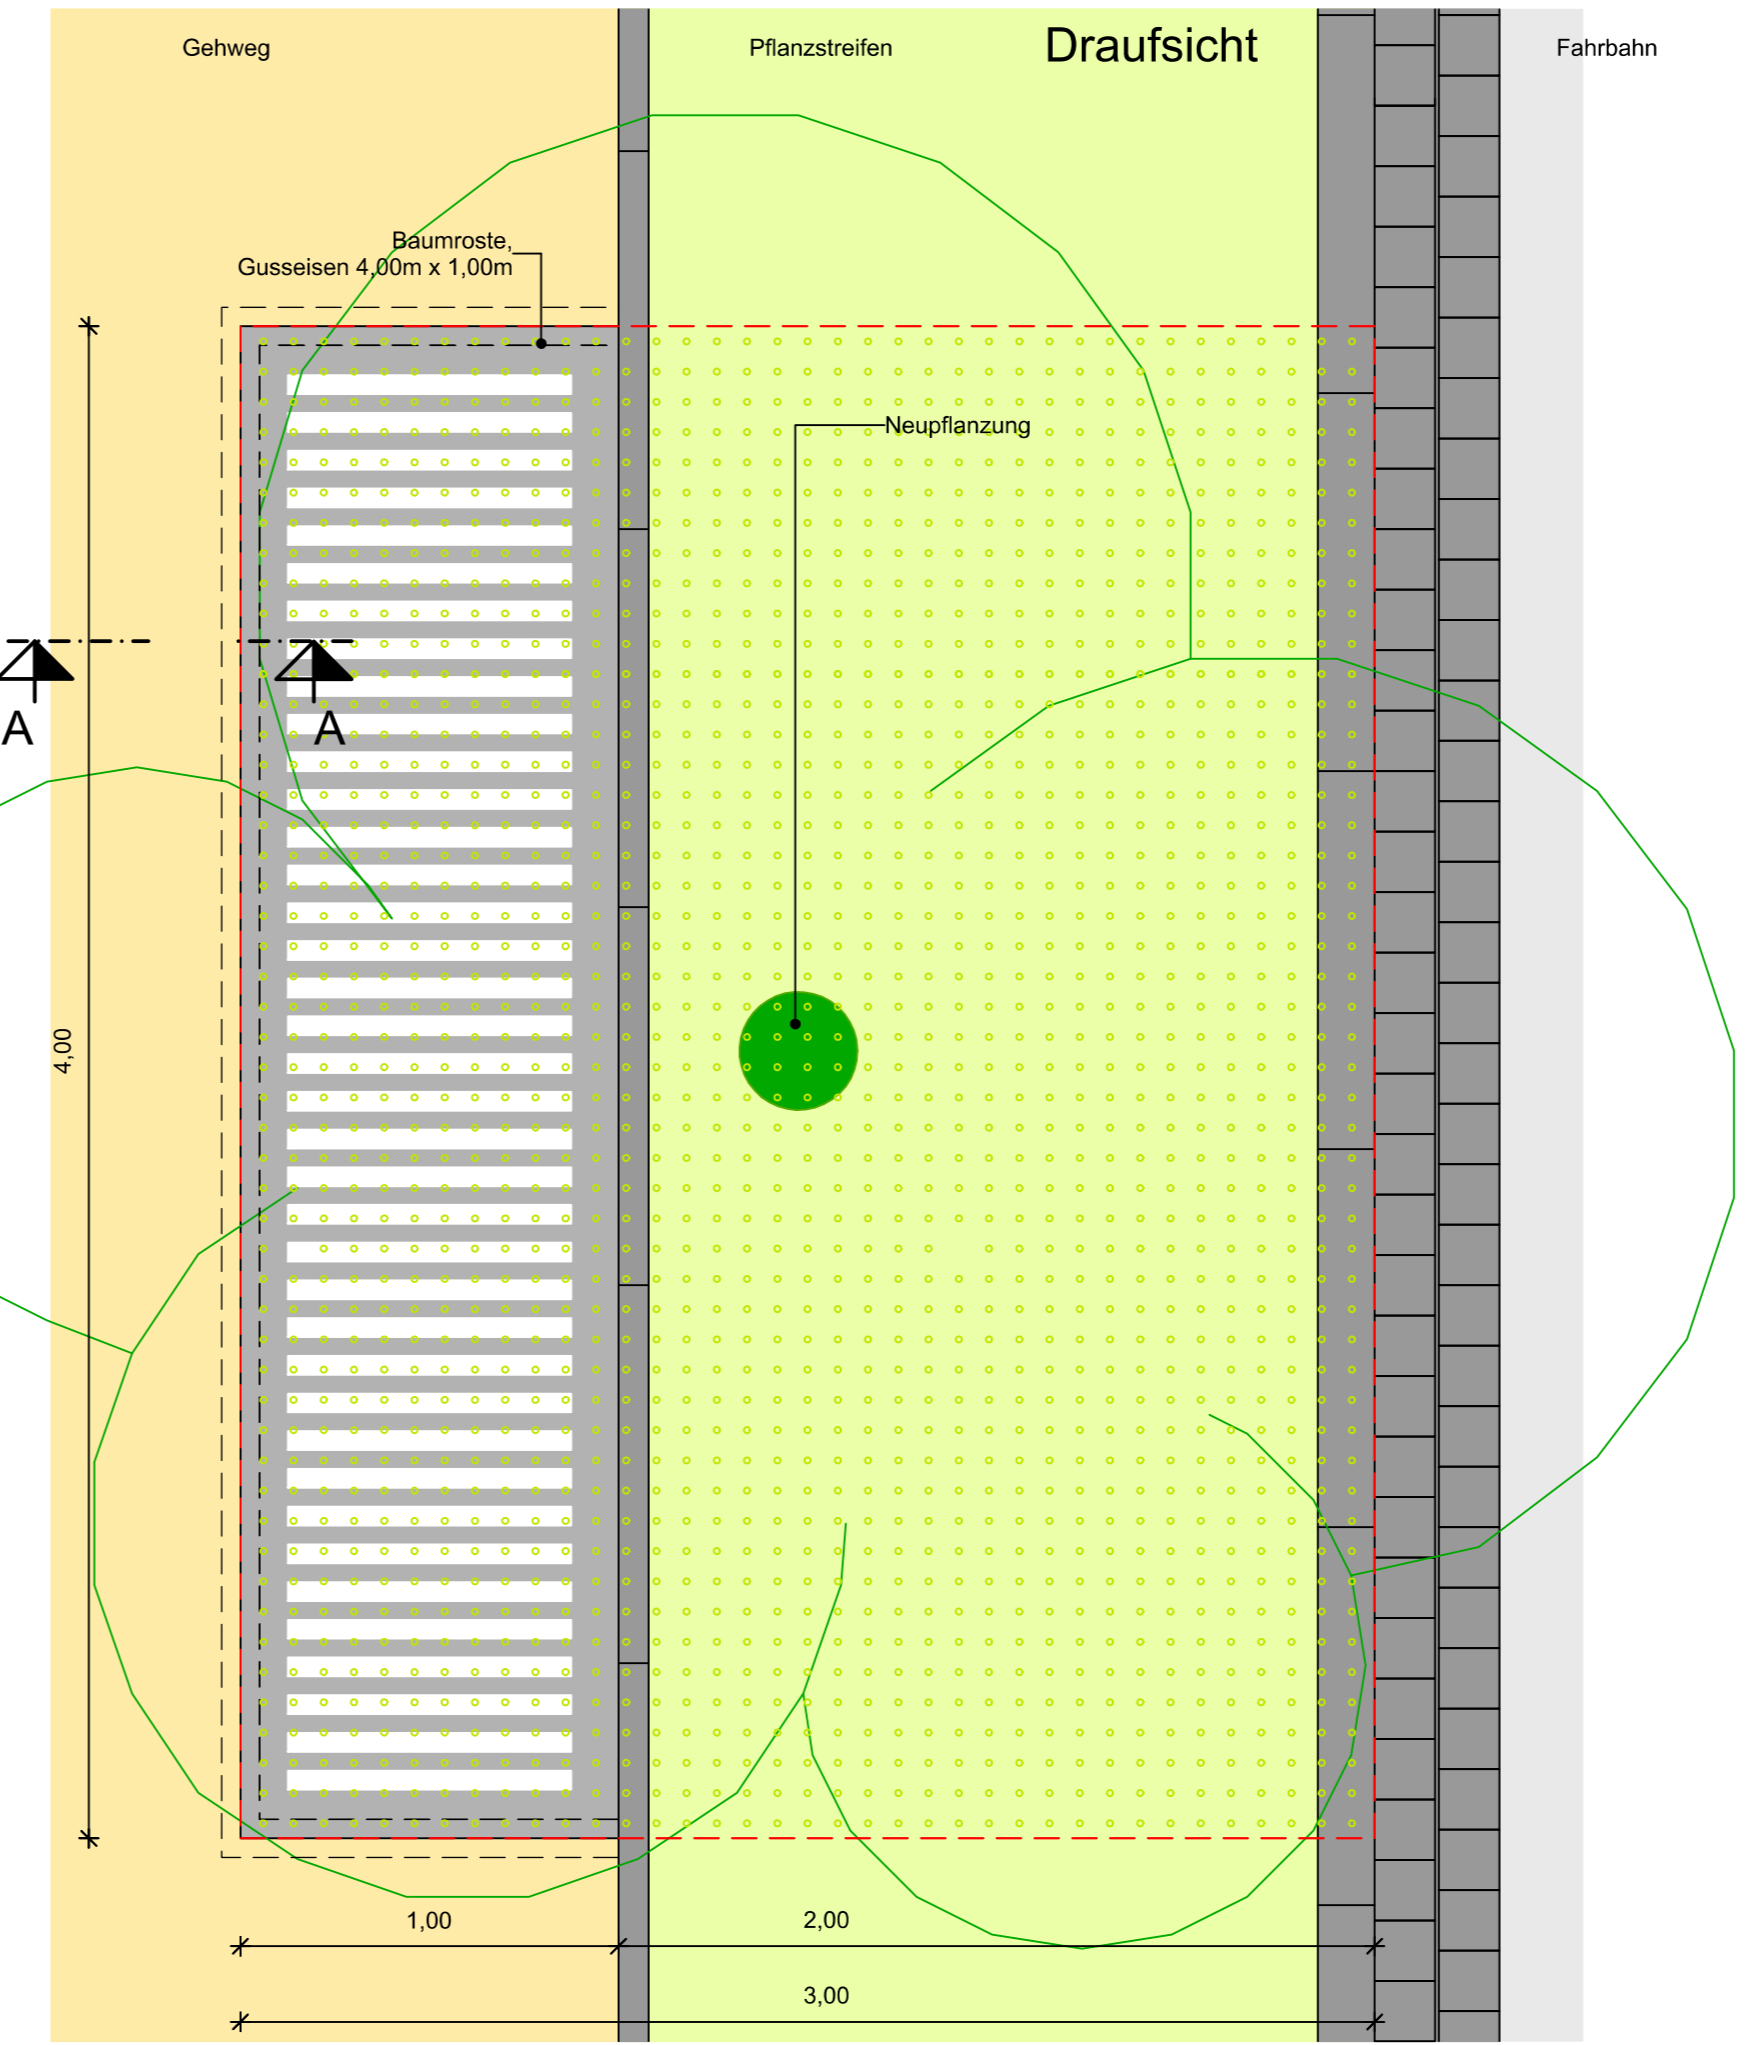 Gehweg
Pflanzstreifen
Draufsicht
Fahrbahn
Baumroste,
Gusseisen 4,00m x 1,00m
Neupflanzung
A
A
4,00
1,00
2,00
3,00